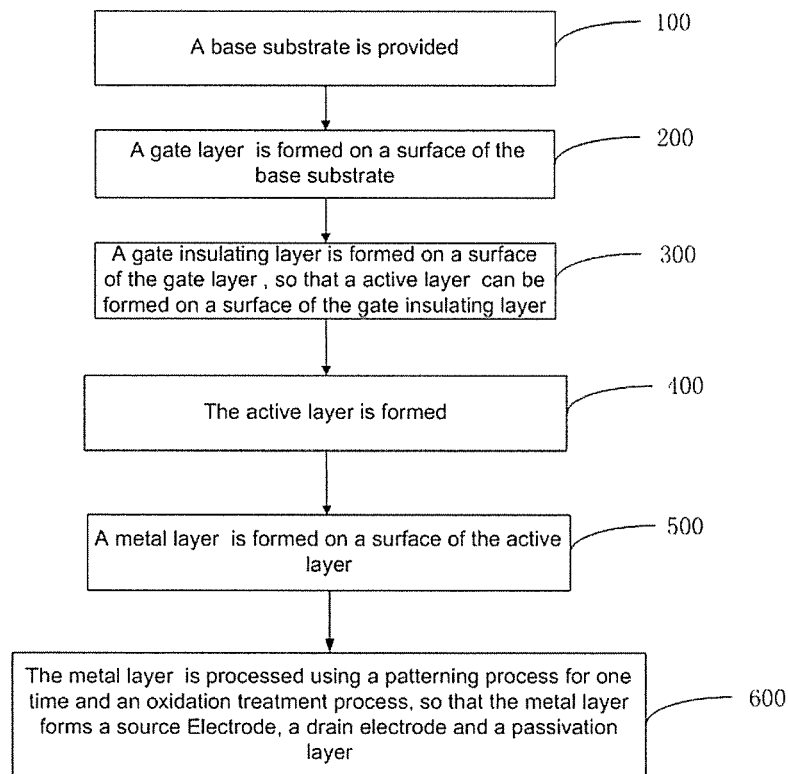 A base substrate is provided
100
A gate layer is formed on a surface of the
base substrate
200
A gate insulating layer is formed on a surface
of the gate layer , so that a active layer can be
formed on a surface of the gate insulating layer
300
The active layer is formed
400
A metal layer is formed on a surface of the active
layer
500
The metal layer is processed using a patterning process for one
time and an oxidation treatment process, so that the metal layer
forms a source Electrode, a drain electrode and a passivation
layer
600